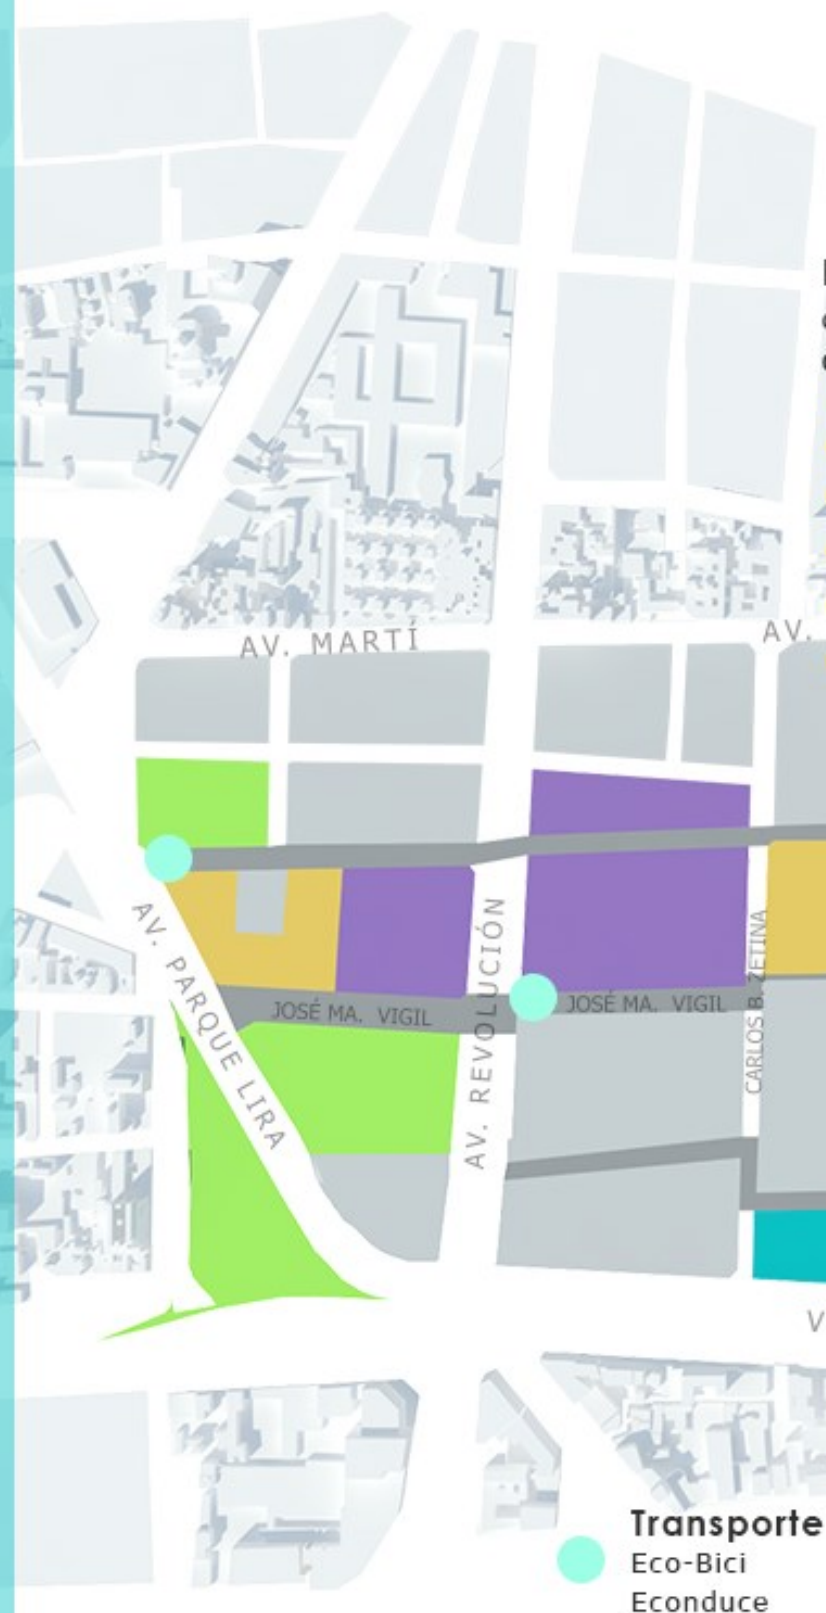 AV. MARTÍ
AV.
AV. PARQUE LIRA
JOSÉ MA. VIGIL
AV. REVOLUCIÓN
JOSÉ MA. VIGIL
CARLOS B. ZETINA
V
Transporte
Eco-Bici
Econduce